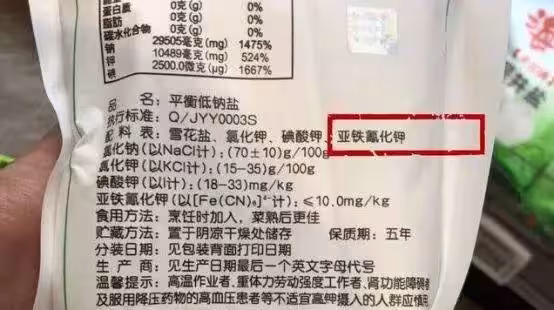 蛋白质 0克(g) 0%
脂肪 0克(g) 0%
碳水化合物 0克(g) 0%
钠 29505毫克(mg) 1475%
钾 10489毫克(mg) 524%
碘 2500.0微克(μg) 1667%
品 名：平衡低钠盐
执行标准：Q/JYY0003S
配 料 表：雪花盐、氯化钾、碘酸钾、亚铁氰化钾
氯化钠(以NaCl计)：(70±10)g/100g
氯化钾(以KCl计)：(15-35)g/100g
碘酸钾(以I计)：(18-33)mg/kg
亚铁氰化钾(以[Fe(CN)₆]⁴⁻计)：≤10.0mg/kg
食用方法：烹饪时加入，菜熟后更佳
贮藏方法：置于阴凉干燥处储存 保质期：五年
分装日期：见包装背面打印日期
生 产 商：见生产日期最后一个英文字母代号
温馨提示：高温作业者、重体力劳动强度工作者、肾功能障碍者
及服用降压药物的高血压患者等不适宜高钾摄入的人群应慎